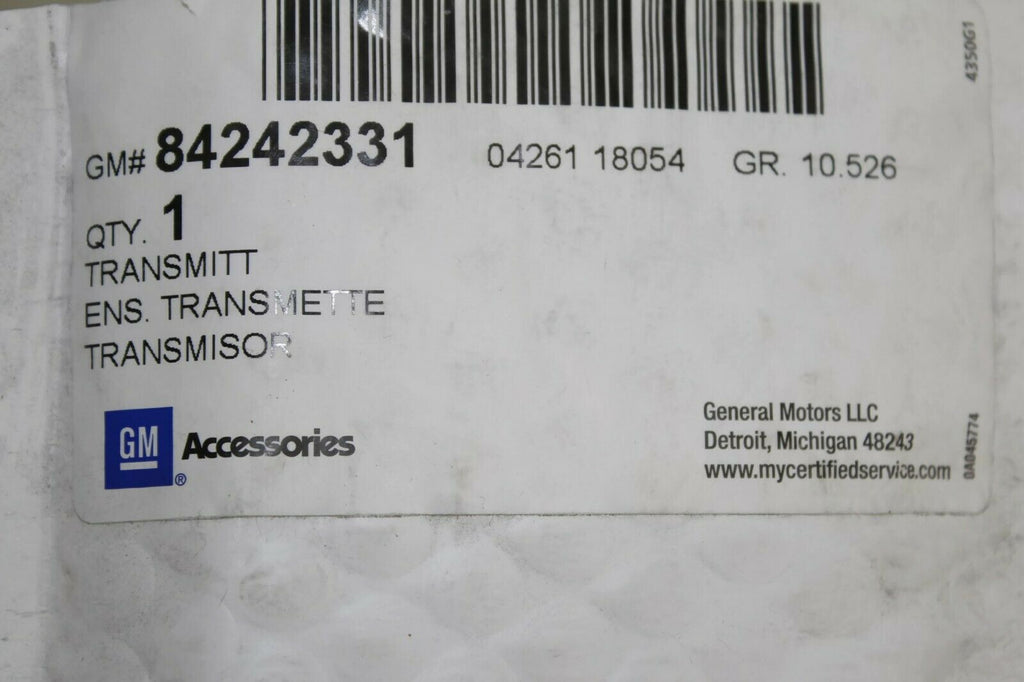 4350G1
GM# 84242331 04261 18054 GR. 10.526
QTY. 1
TRANSMITT
ENS. TRANSMETTE
TRANSMISOR
GM ® Accessories
General Motors LLC
Detroit, Michigan 48243
www.mycertifiedservice.com
0A045774